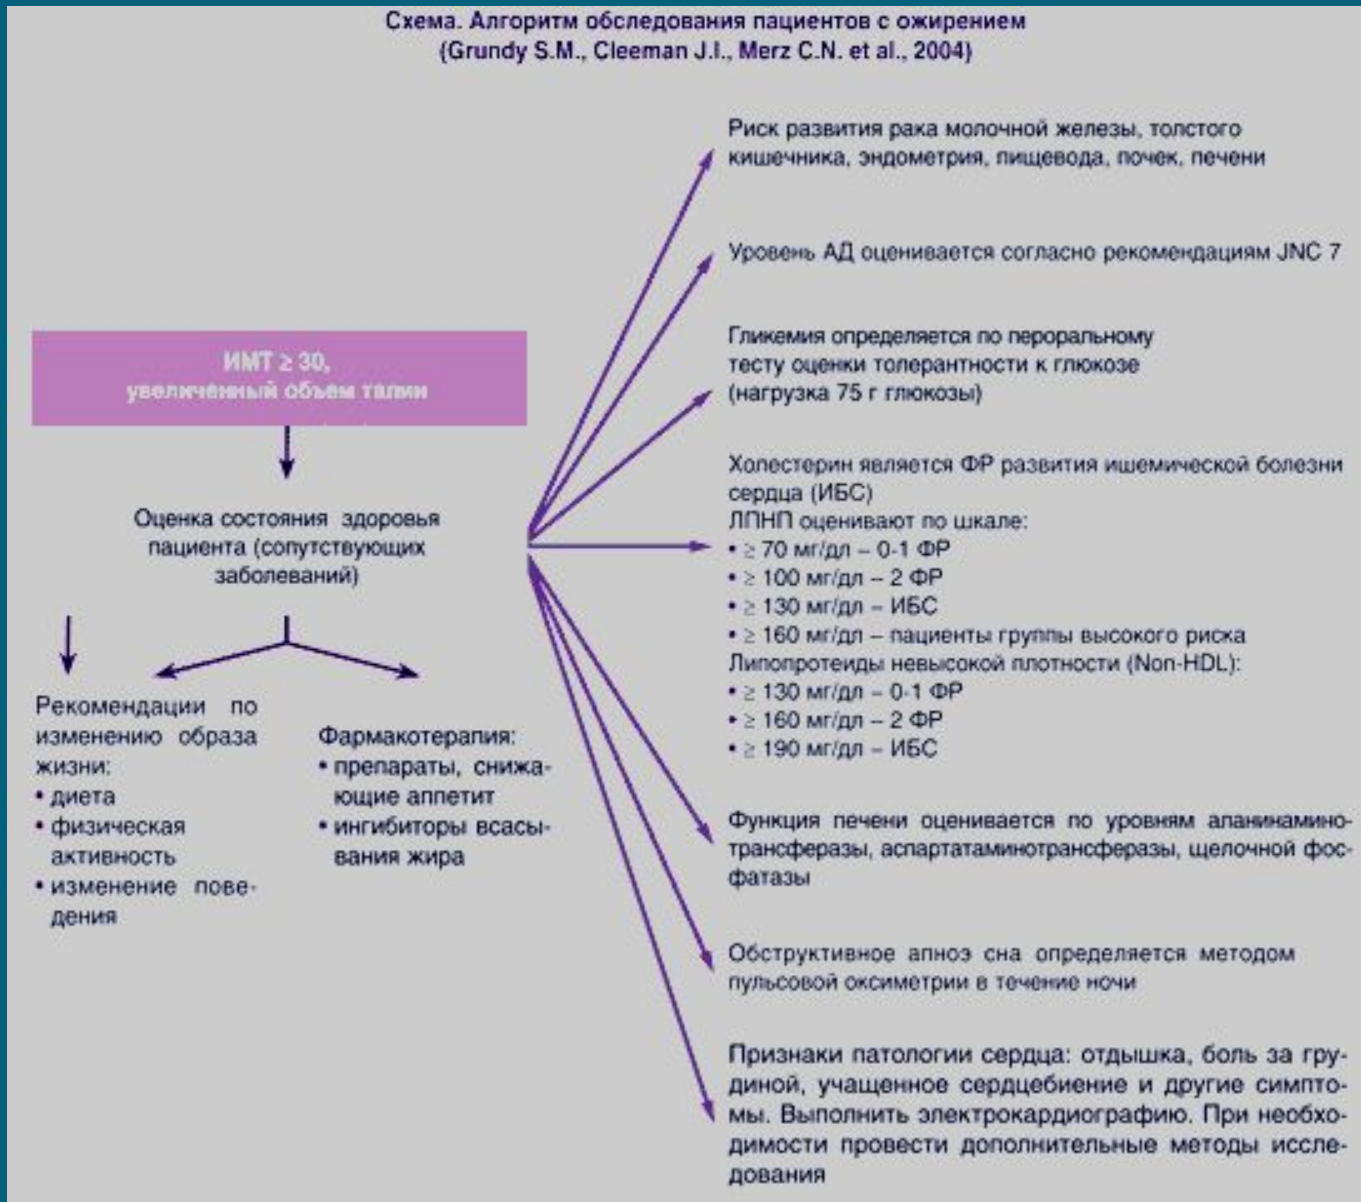 Схема. Алгоритм обследования пациентов с ожирением
(Grundy S.M., Cleeman J.I., Merz C.N. et al., 2004)
ИМТ ≥ 30,
увеличенный объем талии
Оценка состояния здоровья
пациента (сопутствующих
заболеваний)
Рекомендации по
изменению образа
жизни:
• диета
• физическая
активность
• изменение пове-
дения
Фармакотерапия:
• препараты, снижа-
ющие аппетит
• ингибиторы всасы-
вания жира
Риск развития рака молочной железы, толстого
кишечника, эндометрия, пищевода, почек, печени
Уровень АД оценивается согласно рекомендациям JNC 7
Гликемия определяется по пероральному
тесту оценки толерантности к глюкозе
(нагрузка 75 г глюкозы)
Холестерин является ФР развития ишемической болезни
сердца (ИБС)
ЛПНП оценивают по шкале:
• ≥ 70 мг/дл – 0-1 ФР
• ≥ 100 мг/дл – 2 ФР
• ≥ 130 мг/дл – ИБС
• ≥ 160 мг/дл – пациенты группы высокого риска
Липопротеиды невысокой плотности (Non-HDL):
• ≥ 130 мг/дл – 0-1 ФР
• ≥ 160 мг/дл – 2 ФР
• ≥ 190 мг/дл – ИБС
Функция печени оценивается по уровням аланинамино-
трансферазы, аспартатаминотрансферазы, щелочной фос-
фатазы
Обструктивное апноэ сна определяется методом
пульсовой оксиметрии в течение ночи
Признаки патологии сердца: отдышка, боль за гру-
диной, учащенное сердцебиение и другие симпто-
мы. Выполнить электрокардиографию. При необхо-
димости провести дополнительные методы иссле-
дования